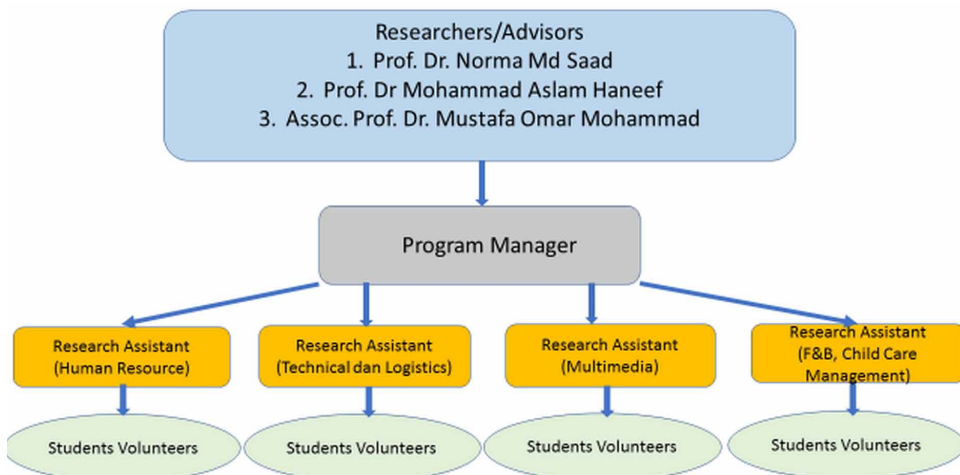 Researchers/Advisors
1. Prof. Dr. Norma Md Saad
2. Prof. Dr Mohammad Aslam Haneef
3. Assoc. Prof. Dr. Mustafa Omar Mohammad
Program Manager
Research Assistant
(Human Resource)
Research Assistant
(Technical dan Logistics)
Research Assistant
(Multimedia)
Research Assistant
(F&B, Child Care
Management)
Students Volunteers
Students Volunteers
Students Volunteers
Students Volunteers